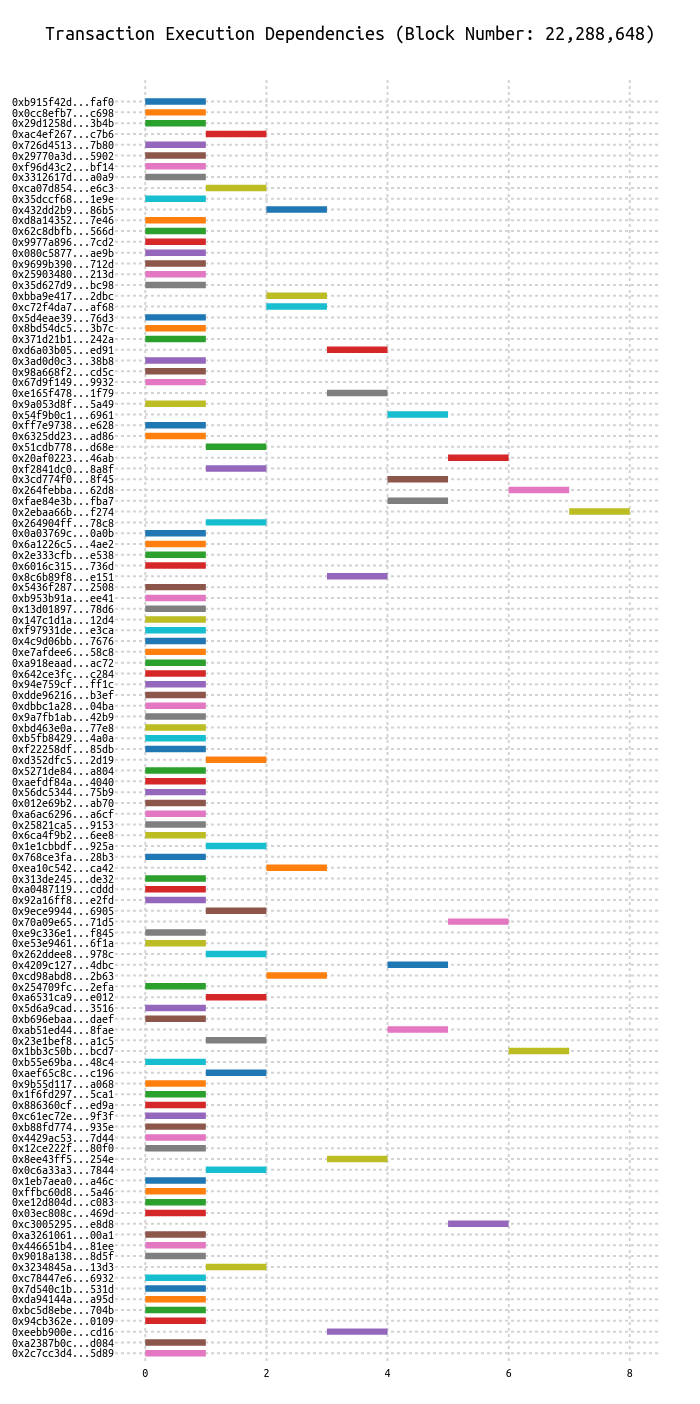 Transaction Execution Dependencies (Block Number: 22,288,648)
0xb915f42d...faf0
0x0cc8efb7...c698
0x29d1258d...3b4b
0xac4ef267...c7b6
0x726d4513...7b80
0x29770a3d...5902
0xf96d43c2...bf14
0x3312617d...a0a9
0xca07d854...e6c3
0x35dccf68...1e9e
0x432dd2b9...86b5
0xd8a14352...7e46
0x62c8dbfb...566d
0x9977a896...7cd2
0x080c5877...ae9b
0x9699b390...712d
0x25903480...213d
0x35d627d9...bc98
0xbba9e417...2dbc
0xc72f4da7...af68
0x5d4eae39...76d3
0x8bd54dc5...3b7c
0x371d21b1...242a
0xd6a03b05...ed91
0x3ad0d0c3...38b8
0x98a668f2...cd5c
0x67d9f149...9932
0xe165f478...1f79
0x9a053d8f...5a49
0x54f9b0c1...6961
0xff7e9738...e628
0x6325dd23...ad86
0x51cdb778...d68e
0x20af0223...46ab
0xf2841dc0...8a8f
0x3cd774f0...8f45
0x264febba...62d8
0xfae84e3b...fba7
0x2ebaa66b...f274
0x264904ff...78c8
0x0a03769c...0a0b
0x6a1226c5...4ae2
0x2e333cfb...e538
0x6016c315...736d
0x8c6b89f8...e151
0x5436f287...2508
0xb953b91a...ee41
0x13d01897...78d6
0x147c1d1a...12d4
0xf97931de...e3ca
0x4c9d06bb...7676
0xe7afdee6...58c8
0xa918eaad...ac72
0x642ce3fc...c284
0x94e759cf...ff1c
0xdde96216...b3ef
0xdbbc1a28...04ba
0x9a7fb1ab...42b9
0xbd463e0a...77e8
0xb5fb8429...4a0a
0xf22258df...85db
0xd352dfc5...2d19
0x5271de84...a804
0xaefdf84a...4040
0x56dc5344...75b9
0x012e69b2...ab70
0xa6ac6296...a6cf
0x25821ca5...9153
0x6ca4f9b2...6ee8
0x1e1cbbdf...925a
0x768ce3fa...28b3
0xea10c542...ca42
0x313de245...de32
0xa0487119...cddd
0x92a16ff8...e2fd
0x9ece9944...6905
0x70a09e65...71d5
0xe9c336e1...f845
0xe53e9461...6f1a
0x262ddee8...978c
0x4209c127...4dbc
0xcd98abd8...2b63
0x254709fc...2efa
0xa6531ca9...e012
0x5d6a9cad...3516
0xb696ebaa...daef
0xab51ed44...8fae
0x23e1bef8...a1c5
0x1bb3c50b...bcd7
0xb55e69ba...48c4
0xaef65c8c...c196
0x9b55d117...a068
0x1f6fd297...5ca1
0x886360cf...ed9a
0xc61ec72e...9f3f
0xb88fd774...935e
0x4429ac53...7d44
0x12ce222f...80f0
0x8ee43ff5...254e
0x0c6a33a3...7844
0x1eb7aea0...a46c
0xffbc60d8...5a46
0xe12d804d...c083
0x03ec808c...469d
0xc3005295...e8d8
0xa3261061...00a1
0x446651b4...81ee
0x9018a138...8d5f
0x3234845a...13d3
0xc78447e6...6932
0x7d540c1b...531d
0xda94144a...a95d
0xbc5d8ebe...704b
0x94cb362e...0109
0xeebb900e...cd16
0xa2387b0c...d084
0x2c7cc3d4...5d89
0 2 4 6 8